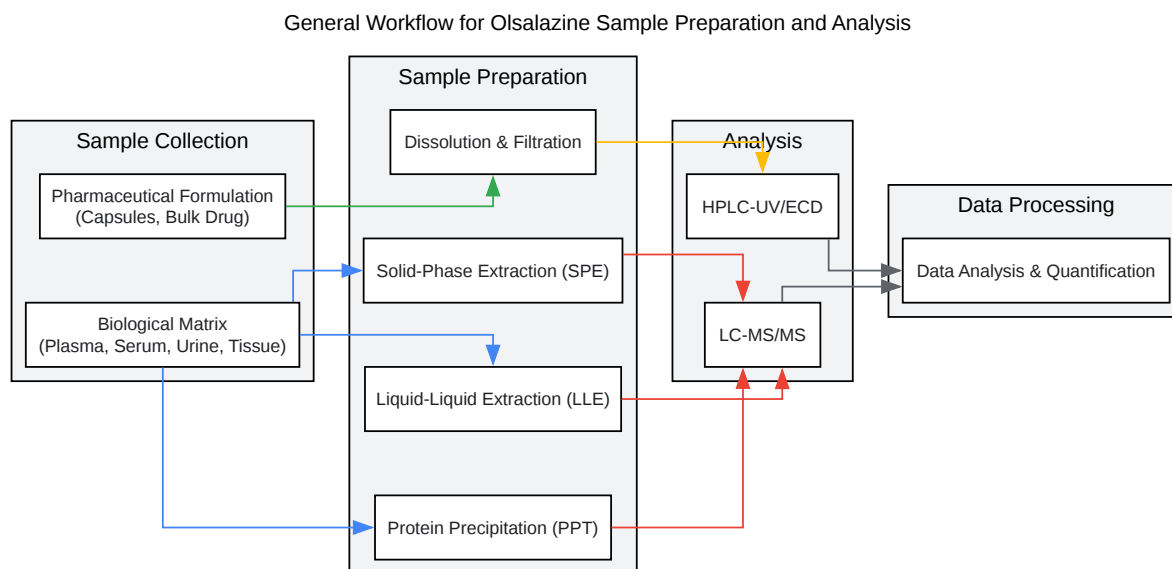 General Workflow for Olsalazine Sample Preparation and Analysis
Sample Collection
Pharmaceutical Formulation
(Capsules, Bulk Drug)
Biological Matrix
(Plasma, Serum, Urine, Tissue)
Sample Preparation
Dissolution & Filtration
Solid-Phase Extraction (SPE)
Liquid-Liquid Extraction (LLE)
Protein Precipitation (PPT)
Analysis
HPLC-UV/ECD
LC-MS/MS
Data Processing
Data Analysis & Quantification